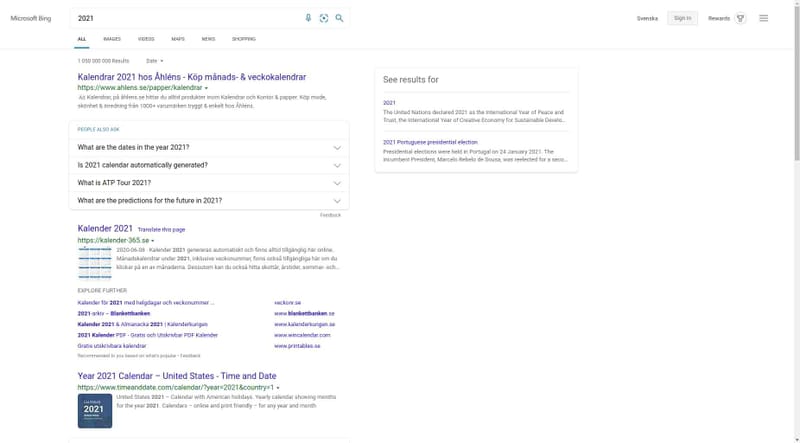 Microsoft Bing
2021
Svenska
Sign in
Rewards
ALL
IMAGES
VIDEOS
MAPS
NEWS
SHOPPING
1 050 000 000 Results
Date
Kalendrar 2021 hos Åhléns - Köp månads- & veckokalendrar
https://www.ahlens.se/papper/kalendrar
Ad Kalendrar, på åhlens.se hittar du alltid produkter inom Kalendrar och Kontor & papper. Köp mode,
skönhet & inredning från 1000+ varumärken tryggt & enkelt hos Åhlens.
PEOPLE ALSO ASK
What are the dates in the year 2021?
Is 2021 calendar automatically generated?
What is ATP Tour 2021?
What are the predictions for the future in 2021?
Feedback
Kalender 2021 Translate this page
https://kalender-365.se
2020-06-08 · Kalender 2021 genereras automatiskt och finns alltid tillgänglig här online.
Månadskalendrar under 2021, inklusive veckonummer, finns också tillgängliga här om du
klickar på en av månaderna. Dessutom kan du också hitta skottår, årstider, sommar- och...
EXPLORE FURTHER
Kalender för 2021 med helgdagar och veckonummer ... veckonr.se
2021-arkiv – Blankettbanken www.blankettbanken.se
Kalender 2021 & Almanacka 2021 | Kalenderkungen www.kalenderkungen.se
2021 Kalender PDF - Gratis och Utskrivbar PDF Kalender www.wincalendar.com
Gratis utskrivbara kalendrar www.printables.se
Recommended to you based on what's popular · Feedback
Year 2021 Calendar – United States - Time and Date
https://www.timeanddate.com/calendar/?year=2021&country=1
2021
United States 2021 – Calendar with American holidays. Yearly calendar showing months
for the year 2021. Calendars – online and print friendly – for any year and month
See results for
2021
The United Nations declared 2021 as the International Year of Peace and
Trust, the International Year of Creative Economy for Sustainable Develo...
2021 Portuguese presidential election
Presidential elections were held in Portugal on 24 January 2021. The
incumbent President, Marcelo Rebelo de Sousa, was reelected for a seco...